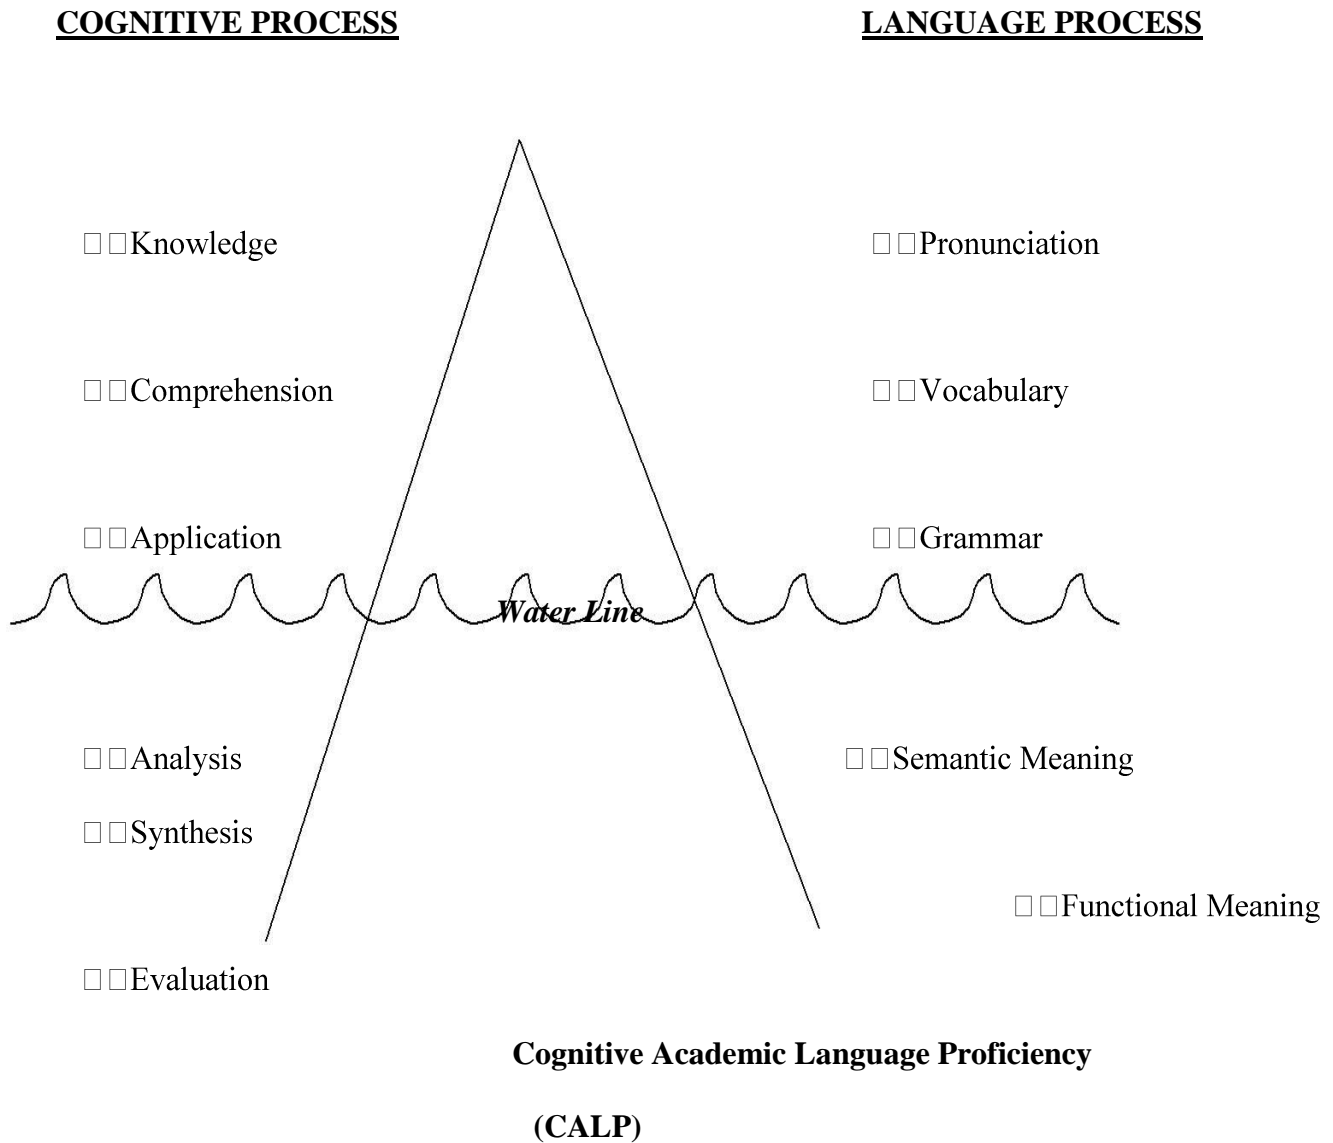 COGNITIVE PROCESS LANGUAGE PROCESS
□□Knowledge □□Pronunciation
□□Comprehension □□Vocabulary
□□Application □□Grammar
Water Line
□□Analysis □□Semantic Meaning
□□Synthesis
□□Functional Meaning
□□Evaluation
Cognitive Academic Language Proficiency
(CALP)